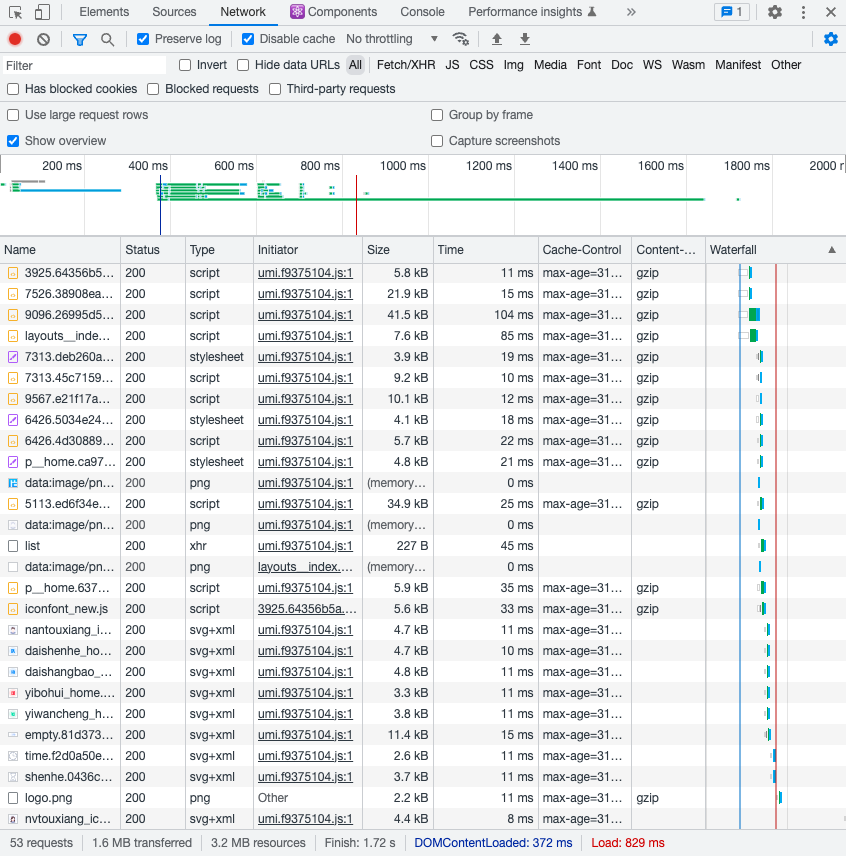 Elements Sources Network Components Console Performance insights » 1
Preserve log Disable cache No throttling
Filter Invert Hide data URLs All Fetch/XHR JS CSS Img Media Font Doc WS Wasm Manifest Other
Has blocked cookies Blocked requests Third-party requests
Use large request rows Group by frame
Show overview Capture screenshots
200 ms 400 ms 600 ms 800 ms 1000 ms 1200 ms 1400 ms 1600 ms 1800 ms 2000 r
Name Status Type Initiator Size Time Cache-Control Content-... Waterfall
3925.64356b5... 200 script umi.f9375104.js:1 5.8 kB 11 ms max-age=31... gzip
7526.38908ea... 200 script umi.f9375104.js:1 21.9 kB 15 ms max-age=31... gzip
9096.26995d5... 200 script umi.f9375104.js:1 41.5 kB 104 ms max-age=31... gzip
layouts__inde... 200 script umi.f9375104.js:1 7.6 kB 85 ms max-age=31... gzip
7313.deb260a... 200 stylesheet umi.f9375104.js:1 3.9 kB 19 ms max-age=31... gzip
7313.45c7159... 200 script umi.f9375104.js:1 9.2 kB 10 ms max-age=31... gzip
9567.e21f17a... 200 script umi.f9375104.js:1 10.1 kB 12 ms max-age=31... gzip
6426.5034e24... 200 stylesheet umi.f9375104.js:1 4.1 kB 18 ms max-age=31... gzip
6426.4d30889... 200 script umi.f9375104.js:1 5.7 kB 22 ms max-age=31... gzip
p__home.ca97... 200 stylesheet umi.f9375104.js:1 4.8 kB 21 ms max-age=31... gzip
data:image/pn... 200 png umi.f9375104.js:1 (memory... 0 ms
5113.ed6f34e... 200 script umi.f9375104.js:1 34.9 kB 25 ms max-age=31... gzip
data:image/pn... 200 png umi.f9375104.js:1 (memory... 0 ms
list 200 xhr umi.f9375104.js:1 227 B 45 ms
data:image/pn... 200 png layouts__index.... (memory... 0 ms
p__home.637... 200 script umi.f9375104.js:1 5.9 kB 35 ms max-age=31... gzip
iconfont_new.js 200 script 3925.64356b5a.... 5.6 kB 33 ms max-age=31... gzip
nantouxiang_i... 200 svg+xml umi.f9375104.js:1 4.7 kB 11 ms max-age=31...
daishenhe_ho... 200 svg+xml umi.f9375104.js:1 4.7 kB 10 ms max-age=31...
daishangbao_... 200 svg+xml umi.f9375104.js:1 4.8 kB 11 ms max-age=31...
yibohui_home.... 200 svg+xml umi.f9375104.js:1 3.3 kB 11 ms max-age=31...
yiwancheng_h... 200 svg+xml umi.f9375104.js:1 3.8 kB 11 ms max-age=31...
empty.81d373... 200 svg+xml umi.f9375104.js:1 11.4 kB 15 ms max-age=31...
time.f2d0a50e... 200 svg+xml umi.f9375104.js:1 2.6 kB 11 ms max-age=31...
shenhe.0436c... 200 svg+xml umi.f9375104.js:1 3.7 kB 11 ms max-age=31...
logo.png 200 png Other 2.2 kB 11 ms max-age=31... gzip
nvtouxiang_ic... 200 svg+xml umi.f9375104.js:1 4.4 kB 8 ms max-age=31...
53 requests 1.6 MB transferred 3.2 MB resources Finish: 1.72 s DOMContentLoaded: 372 ms Load: 829 ms